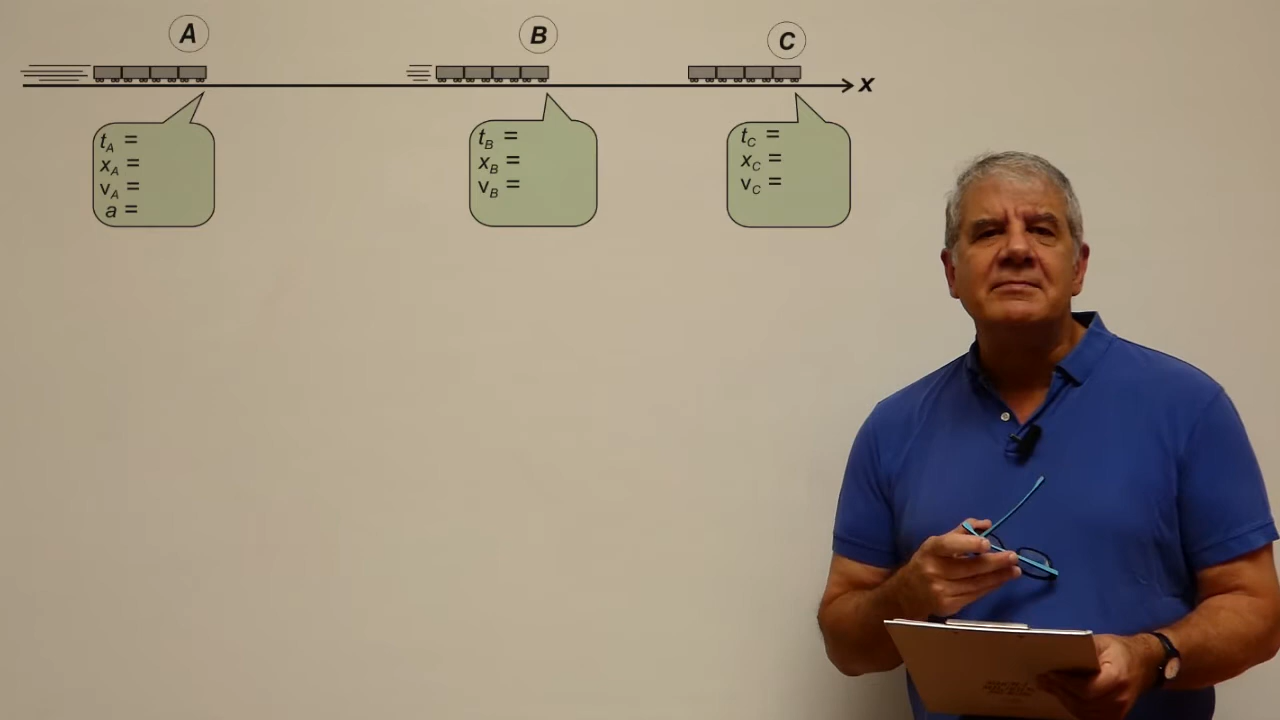 A
B
C
x
t_A =
x_A =
v_A =
a =
t_B =
x_B =
v_B =
t_C =
x_C =
v_C =